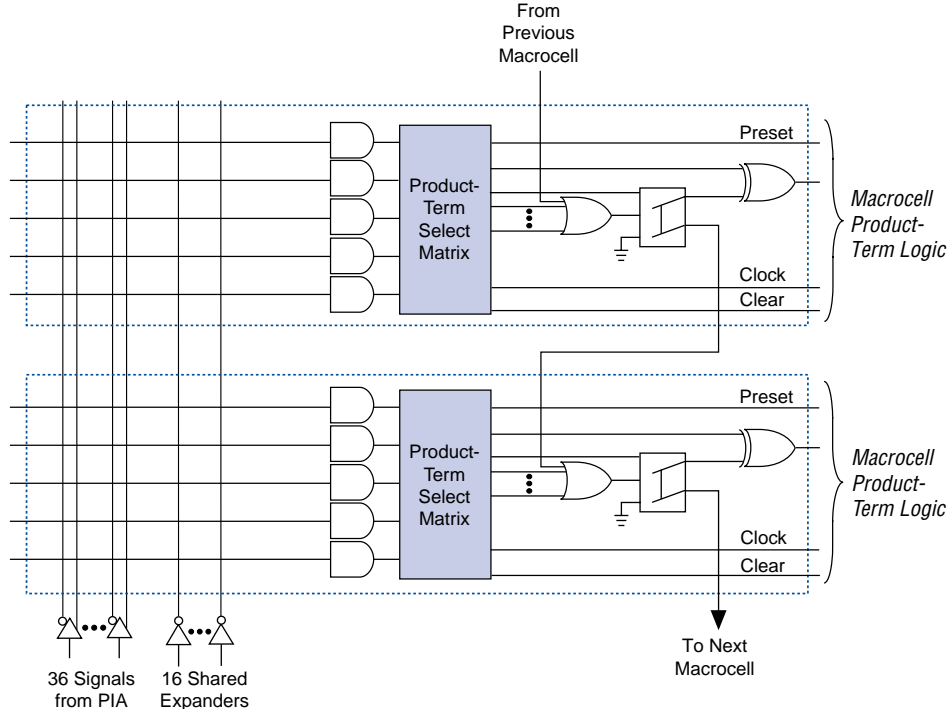 From
Previous
Macrocell
Preset
Product-
Term
Select
Matrix
Macrocell
Product-
Term Logic
Clock
Clear
Preset
Product-
Term
Select
Matrix
Macrocell
Product-
Term Logic
Clock
Clear
To Next
Macrocell
36 Signals
from PIA
16 Shared
Expanders